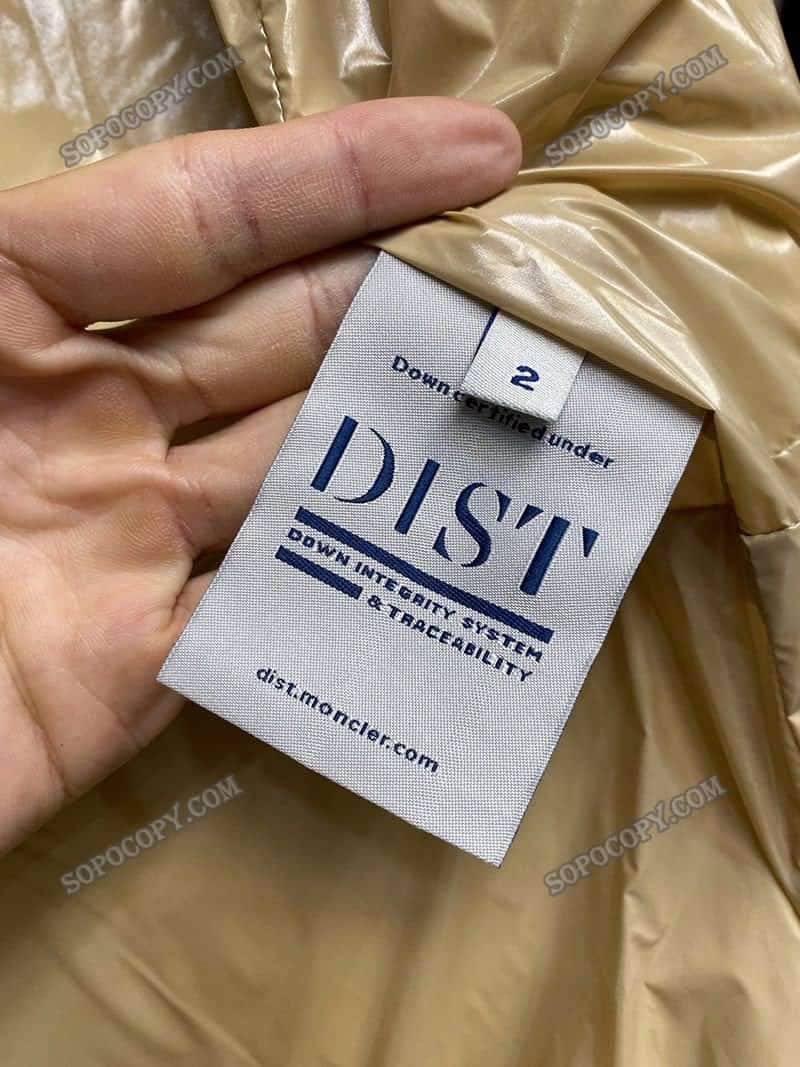 SOPOCOPY.COM
SOPOCOPY.COM
2
Down certified under
DIST
DOWN INTEGRITY SYSTEM
& TRACEABILITY
dist.moncler.com
SOPOCOPY.COM
SOPOCOPY.COM